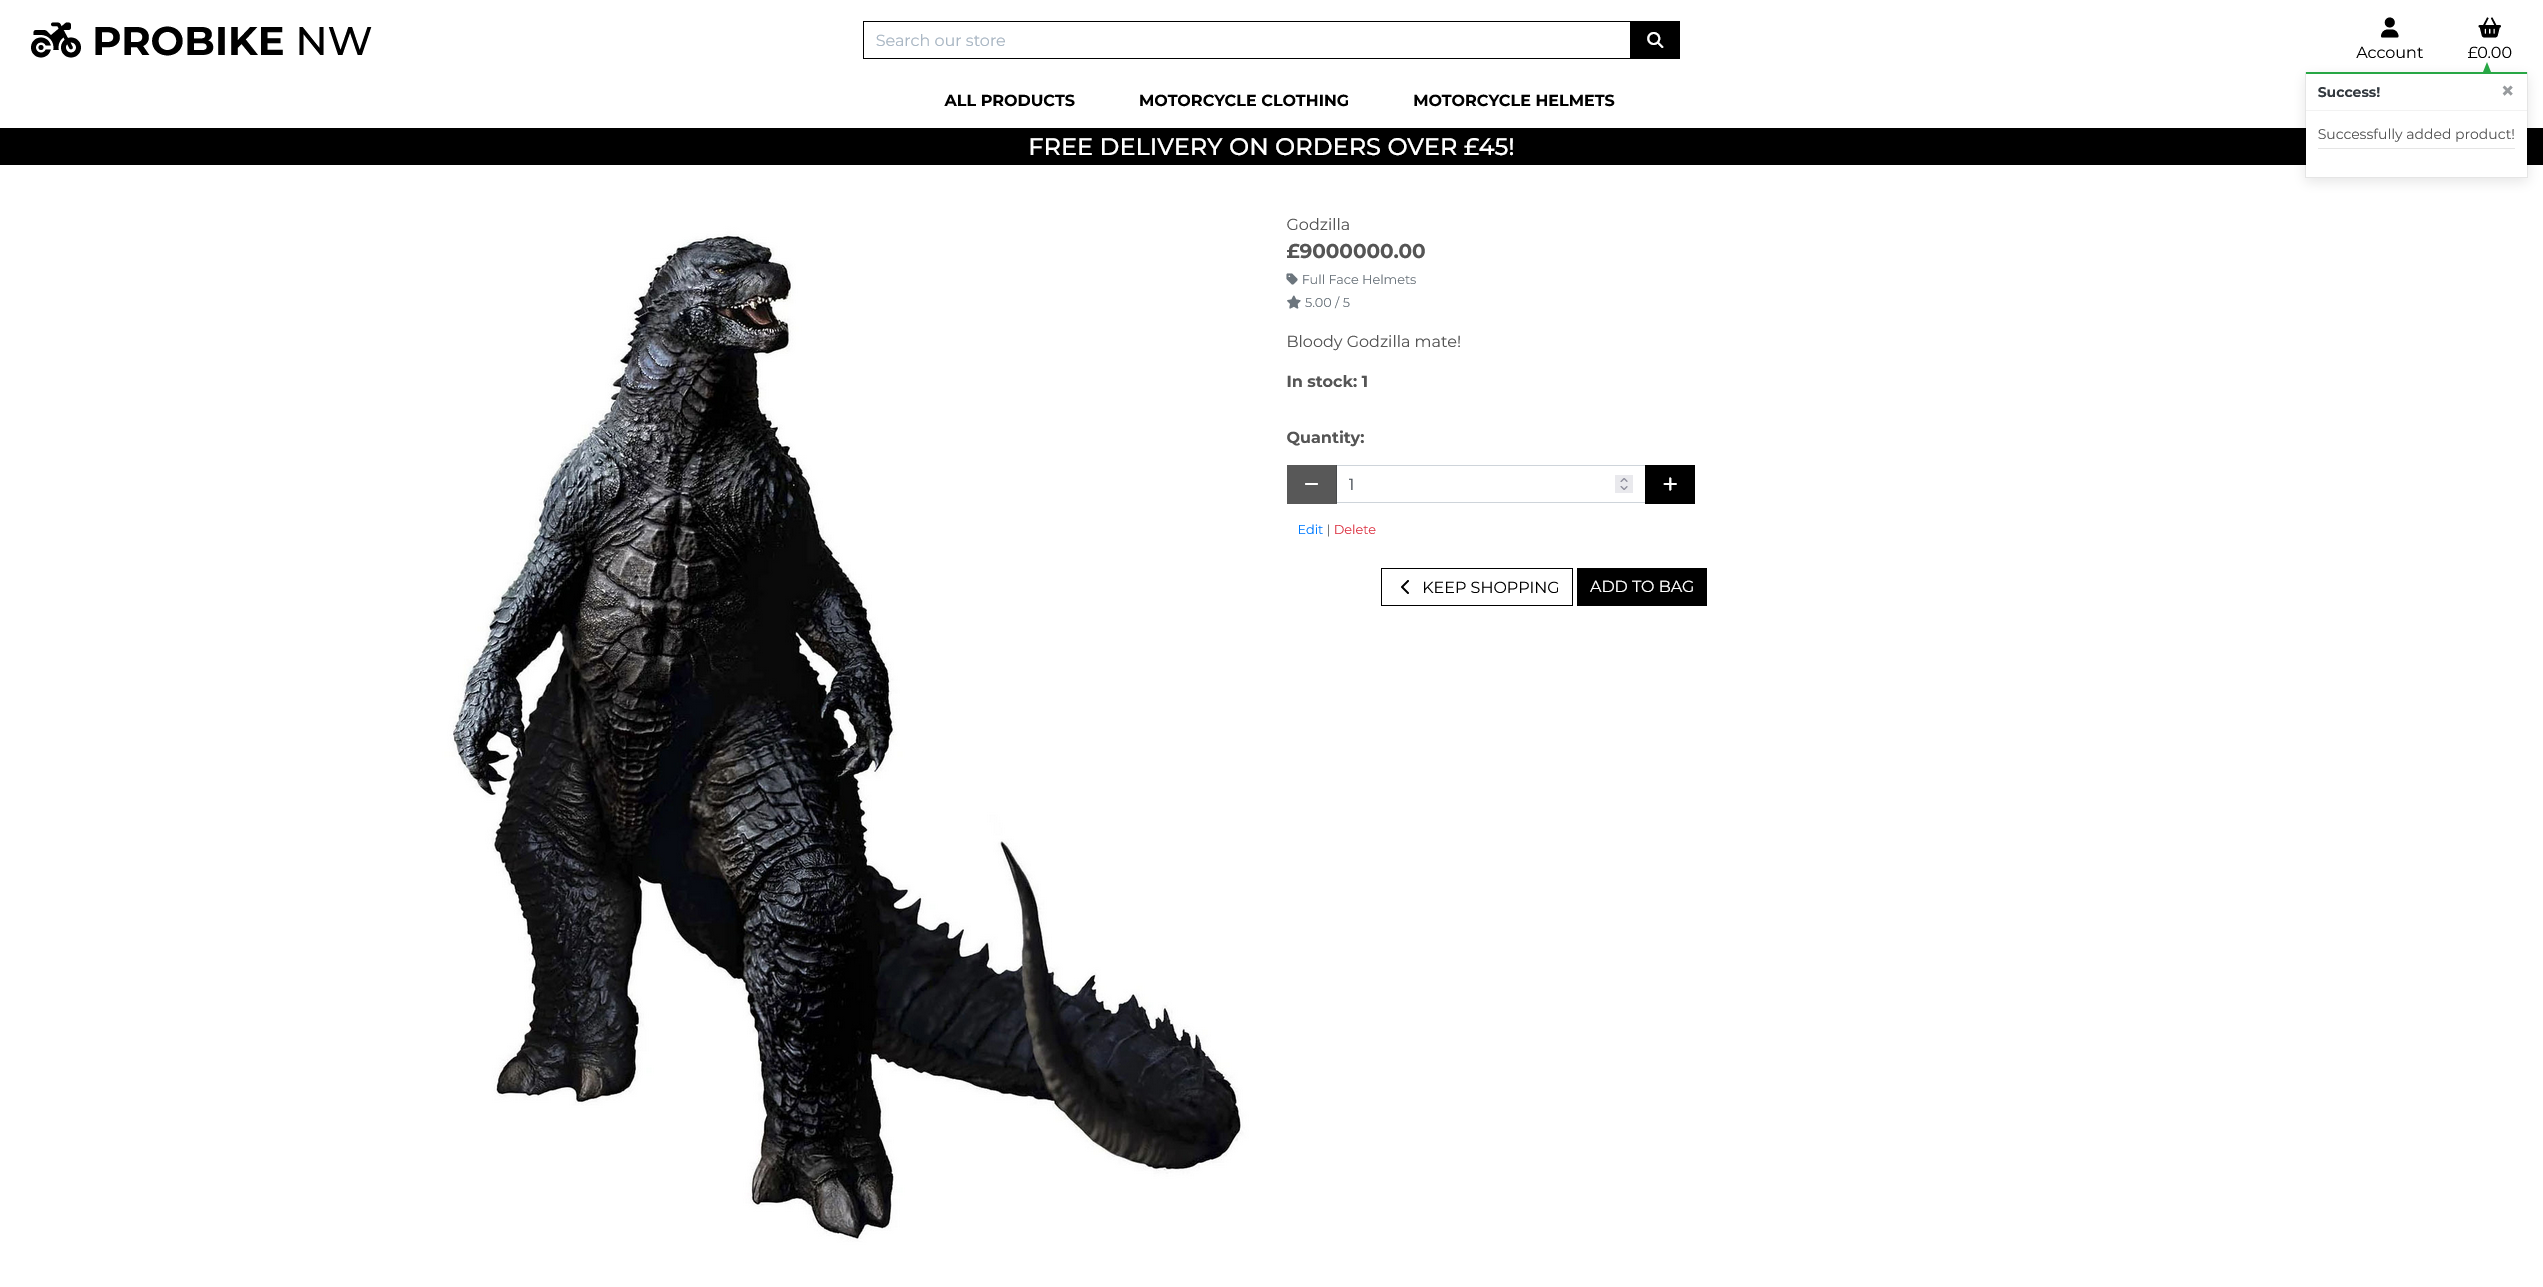 PROBIKE NW
Search our store
Account
£0.00
ALL PRODUCTS
MOTORCYCLE CLOTHING
MOTORCYCLE HELMETS
Success!
Successfully added product!
FREE DELIVERY ON ORDERS OVER £45!
Godzilla
£9000000.00
Full Face Helmets
5.00 / 5
Bloody Godzilla mate!
In stock: 1
Quantity:
1
Edit | Delete
KEEP SHOPPING
ADD TO BAG